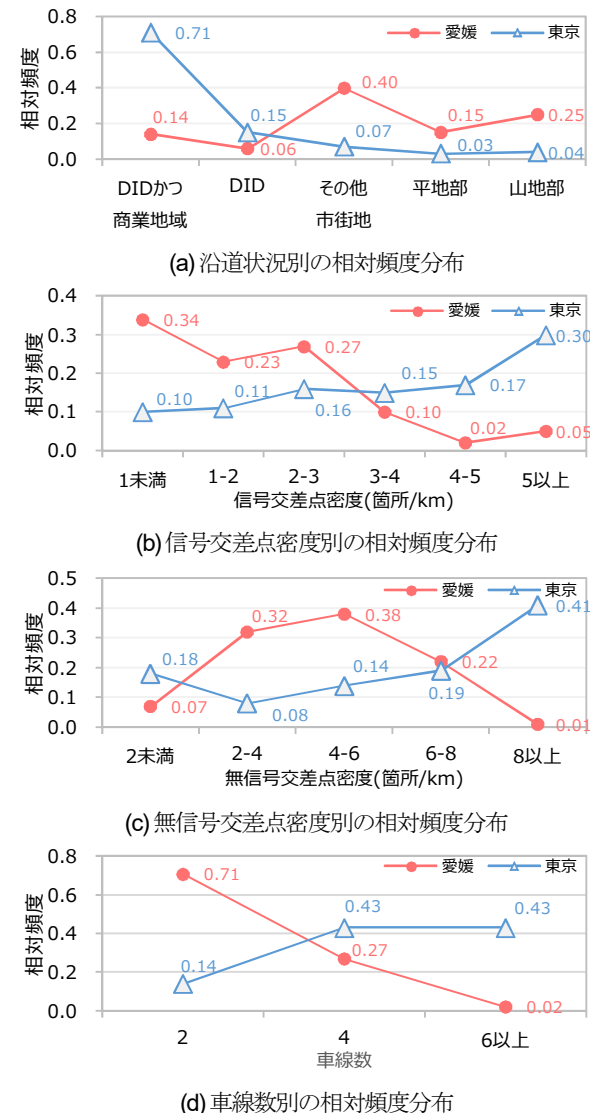 0.8
愛媛
東京
0.71
0.6
相対頻度
0.4
0.40
0.2
0.14
0.15
0.06
0.07
0.15
0.03
0.25
0.04
0.0
DIDかつ
商業地域
DID
その他
市街地
平地部
山地部
(a) 沿道状況別の相対頻度分布
0.4
愛媛
東京
0.34
0.3
相対頻度
0.23
0.27
0.30
0.2
0.10
0.11
0.16
0.15
0.17
0.1
0.10
0.02
0.05
0.0
1未満
1-2
2-3
3-4
4-5
5以上
信号交差点密度(箇所/km)
(b) 信号交差点密度別の相対頻度分布
0.5
愛媛
東京
0.4
0.32
0.38
0.41
相対頻度
0.3
0.2
0.18
0.14
0.22
0.19
0.1
0.07
0.08
0.01
0.0
2未満
2-4
4-6
6-8
8以上
無信号交差点密度(箇所/km)
(c) 無信号交差点密度別の相対頻度分布
0.8
愛媛
東京
0.71
0.6
相対頻度
0.43
0.43
0.4
0.27
0.2
0.14
0.02
0.0
2
4
6以上
車線数
(d) 車線数別の相対頻度分布